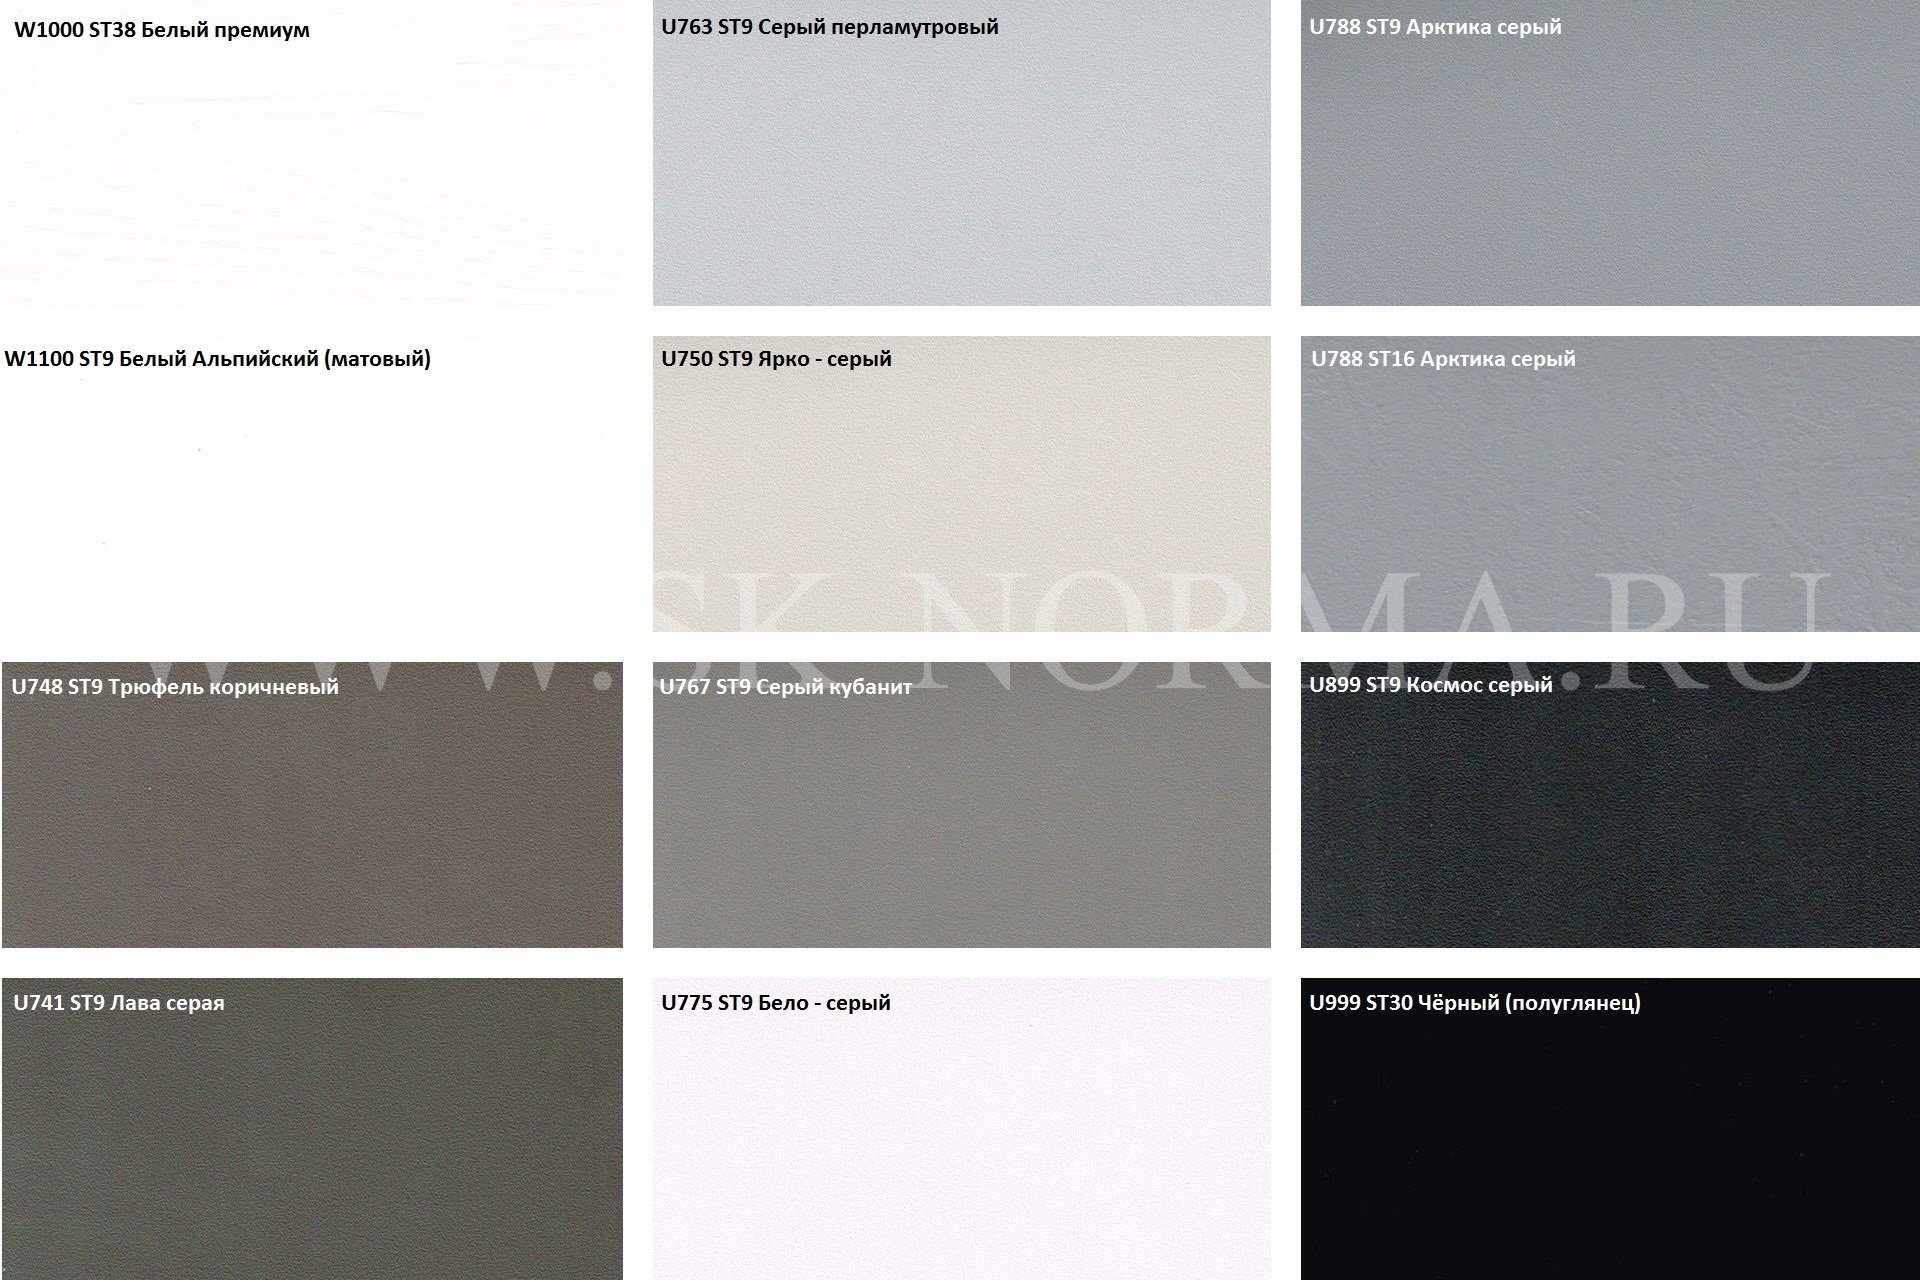 W1000 ST38 Белый премиум
U763 ST9 Серый перламутровый
U788 ST9 Арктика серый
W1100 ST9 Белый Альпийский (матовый)
U750 ST9 Ярко - серый
U788 ST16 Арктика серый
WWW.SK-NORMA.RU
U748 ST9 Трюфель коричневый
U767 ST9 Серый кубанит
U899 ST9 Космос серый
U741 ST9 Лава серая
U775 ST9 Бело - серый
U999 ST30 Чёрный (полуглянец)